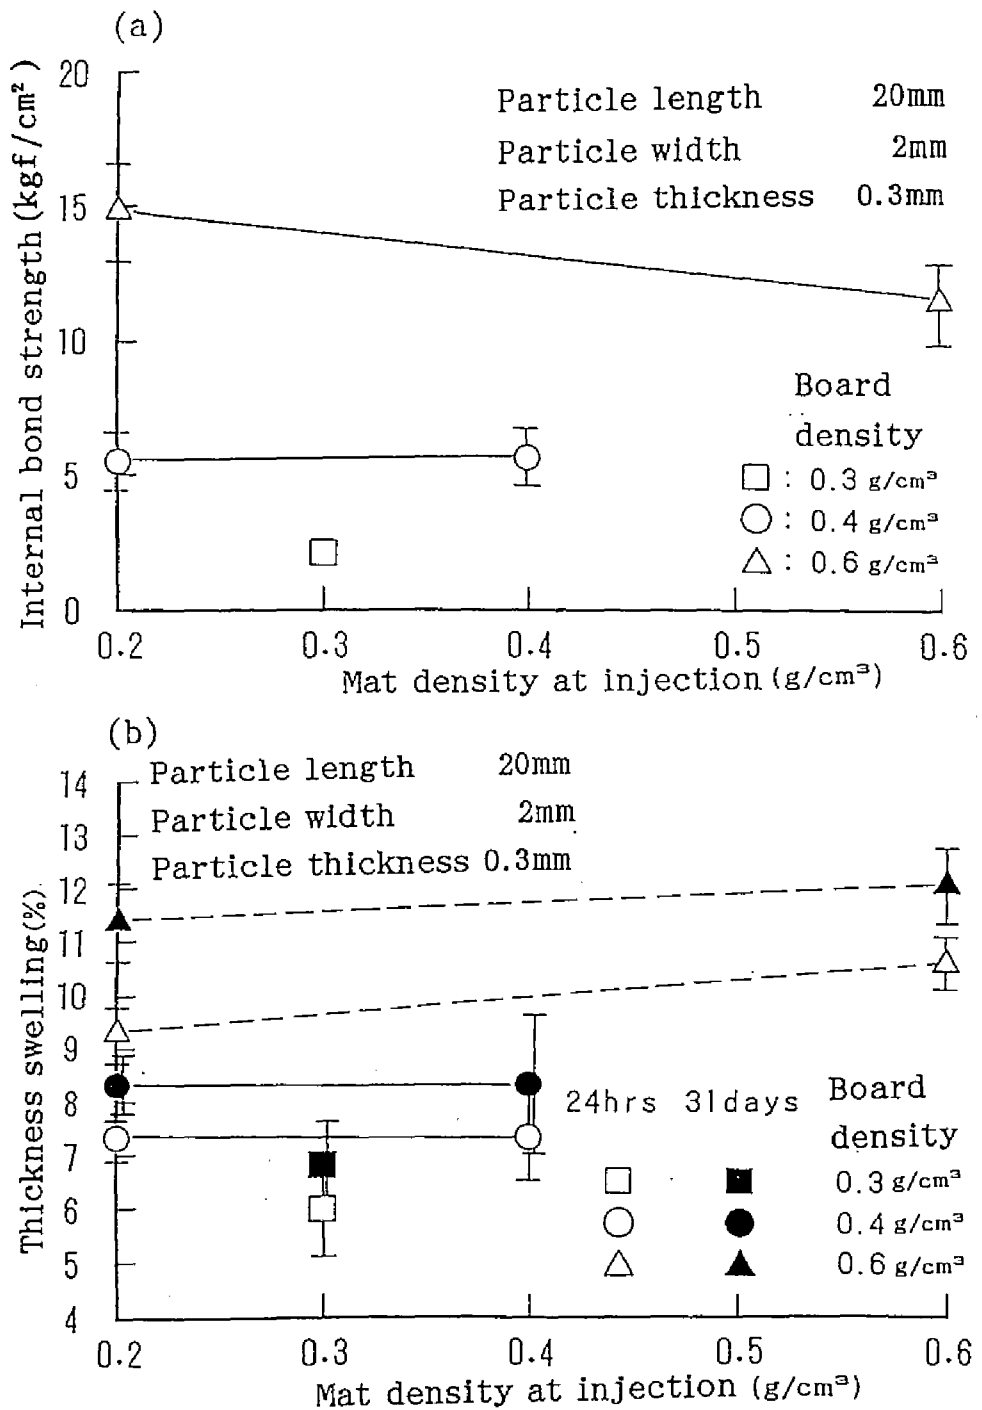 (a)
Internal bond strength (kgf/cm²)
20
15
10
5
0
Particle length 20mm
Particle width 2mm
Particle thickness 0.3mm
Board
density
□ : 0.3 g/cm³
○ : 0.4 g/cm³
△ : 0.6 g/cm³
0.2 0.3 0.4 0.5 0.6
Mat density at injection (g/cm³)
(b)
Thickness swelling (%)
14
13
12
11
10
9
8
7
6
5
4
Particle length 20mm
Particle width 2mm
Particle thickness 0.3mm
24hrs 31days Board
density
□ ■ 0.3 g/cm³
○ ● 0.4 g/cm³
△ ▲ 0.6 g/cm³
0.2 0.3 0.4 0.5 0.6
Mat density at injection (g/cm³)